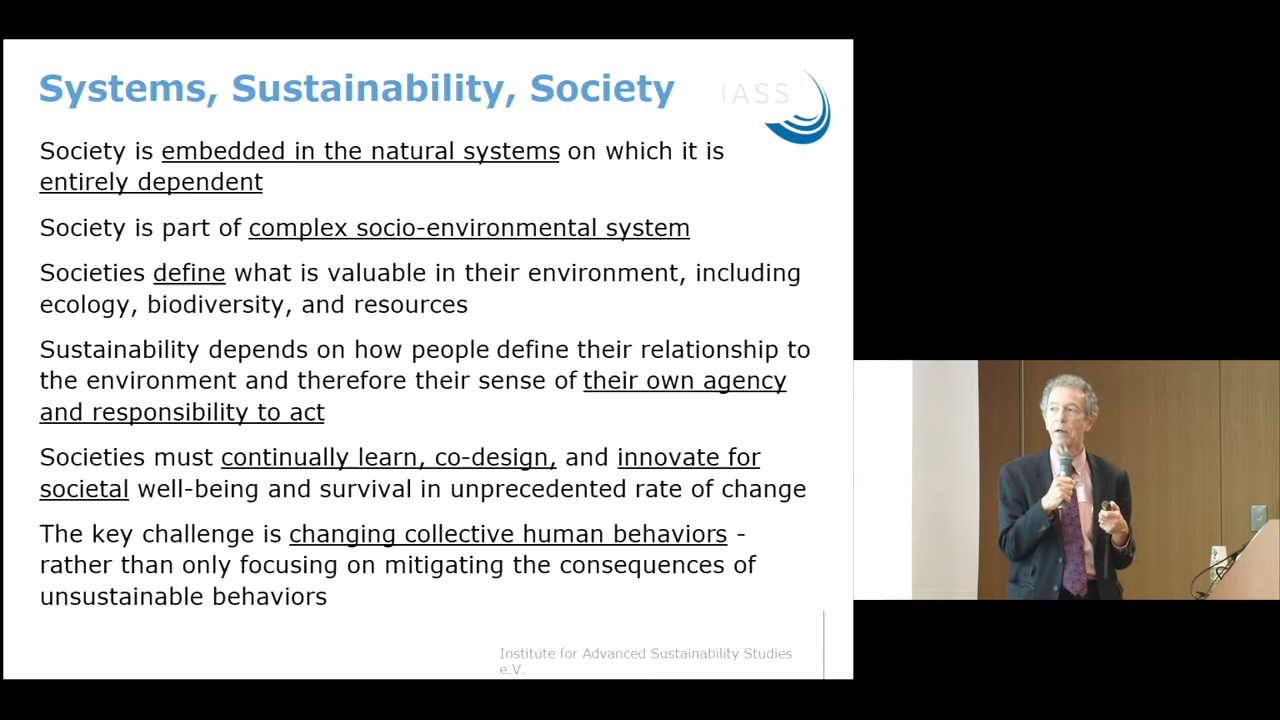 Systems, Sustainability, Society
IASS
Society is embedded in the natural systems on which it is
entirely dependent
Society is part of complex socio-environmental system
Societies define what is valuable in their environment, including
ecology, biodiversity, and resources
Sustainability depends on how people define their relationship to
the environment and therefore their sense of their own agency
and responsibility to act
Societies must continually learn, co-design, and innovate for
societal well-being and survival in unprecedented rate of change
The key challenge is changing collective human behaviors -
rather than only focusing on mitigating the consequences of
unsustainable behaviors
Institute for Advanced Sustainability Studies
e.V.